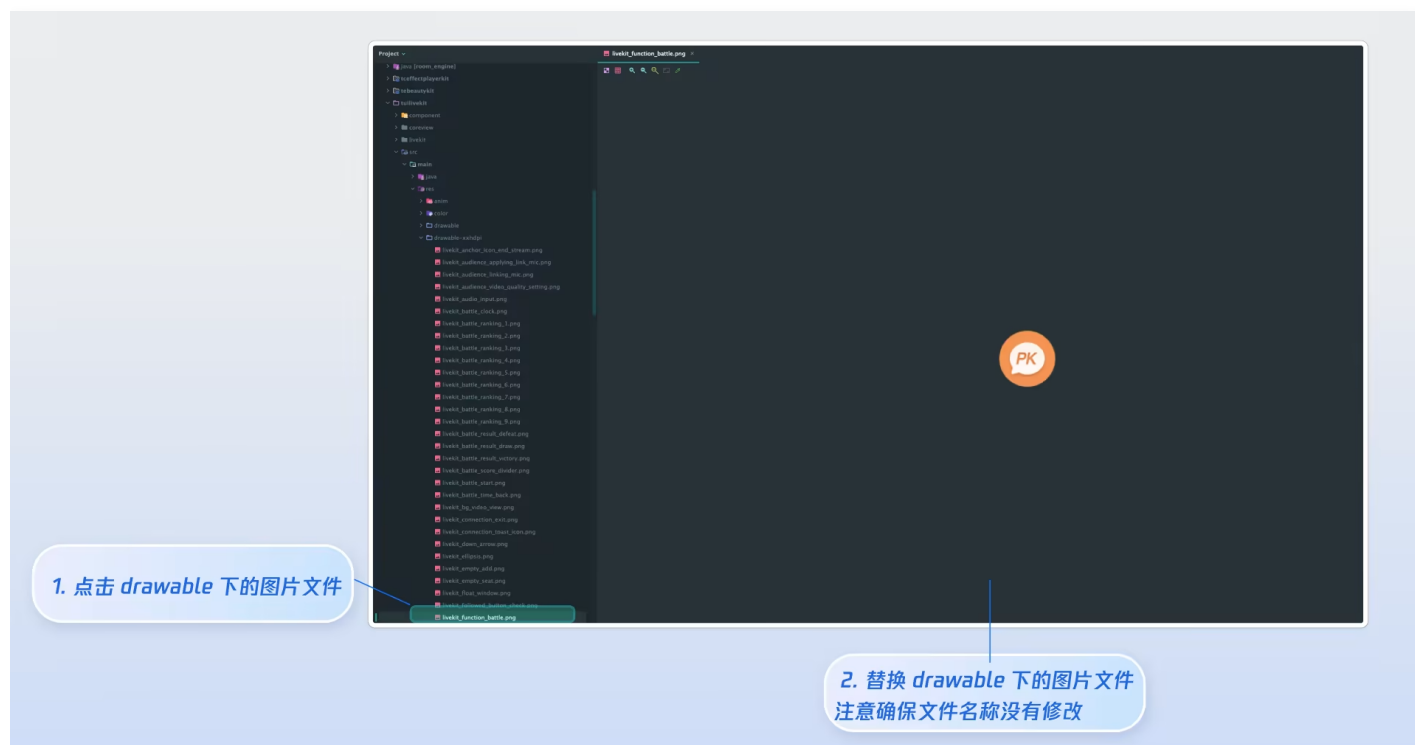 Project
livekit_function_battle.png ×
java [room_engine]
tceffectplayerkit
tcbeautykit
tuilivekit
component
coreview
livekit
src
main
java
res
anim
color
drawable
drawable-xxhdpi
livekit_anchor_icon_end_stream.png
livekit_audience_applying_link_mic.png
livekit_audience_linking_mic.png
livekit_audience_video_quality_setting.png
livekit_audio_input.png
livekit_battle_clock.png
livekit_battle_ranking_1.png
livekit_battle_ranking_2.png
livekit_battle_ranking_3.png
livekit_battle_ranking_4.png
livekit_battle_ranking_5.png
livekit_battle_ranking_6.png
livekit_battle_ranking_7.png
livekit_battle_ranking_8.png
livekit_battle_ranking_9.png
livekit_battle_result_defeat.png
livekit_battle_result_draw.png
livekit_battle_result_victory.png
livekit_battle_score_divider.png
livekit_battle_start.png
livekit_battle_time_back.png
livekit_bg_video_view.png
livekit_connection_exit.png
livekit_connection_toast_icon.png
livekit_down_arrow.png
livekit_ellipsis.png
livekit_empty_add.png
livekit_empty_seat.png
livekit_float_window.png
livekit_followed_button_check.png
livekit_function_battle.png
PK
1. 点击 drawable 下的图片文件
2. 替换 drawable 下的图片文件
注意确保文件名称没有修改